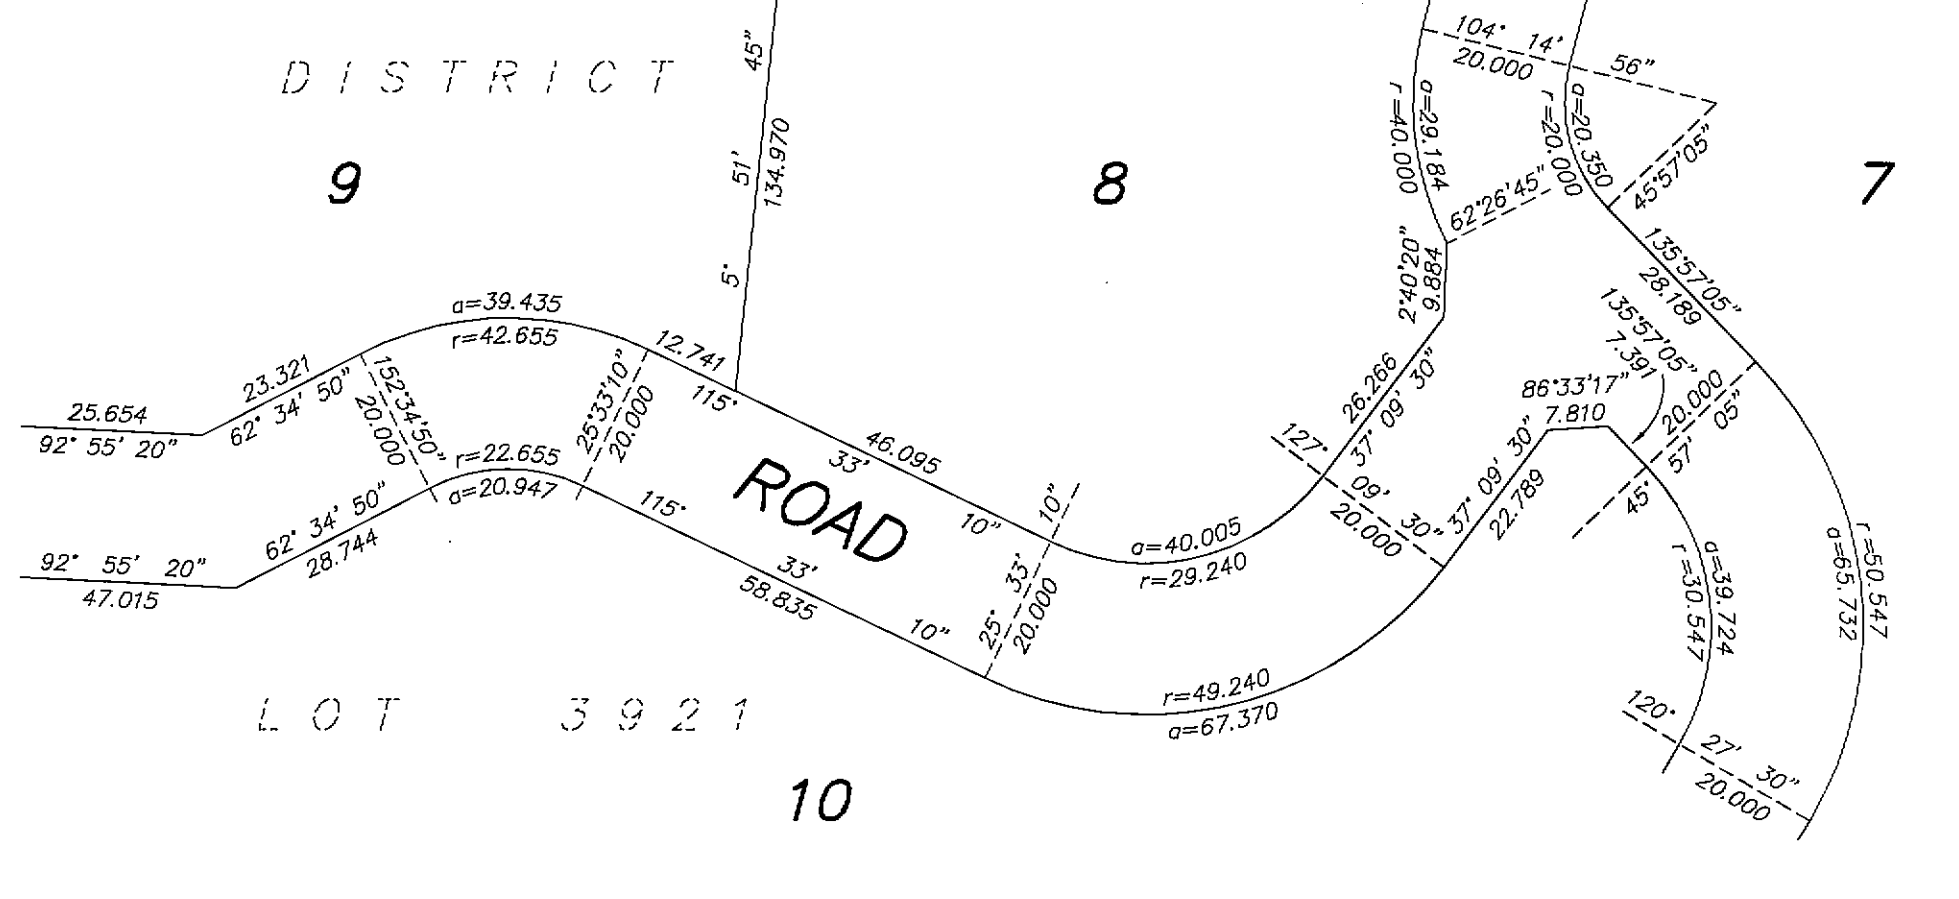 DISTRICT
9
8
7
45"
51'
5°
134.970
104° 14' 56"
20.000
a=29.184
r=40.000
a=20.350
r=20.000
45°57'05"
62°26'45"
2°40'20"
9.884
135°57'05"
28.189
135°57'05"
7.391
a=39.435
r=42.655
12.741
23.321
62° 34' 50"
152°34'50"
20.000
25°33'10"
20.000
25.654
92° 55' 20"
r=22.655
a=20.947
115° 33' 10"
46.095
ROAD
26.266
37° 09' 30"
86°33'17"
7.810
20.000
45° 57' 05"
127° 09' 30"
20.000
37° 09' 30"
22.789
62° 34' 50"
28.744
92° 55' 20"
47.015
115° 33' 10"
58.835
25° 33' 10"
20.000
a=40.005
r=29.240
r=49.240
a=67.370
a=39.724
r=30.547
r=50.547
a=65.732
120° 27' 30"
20.000
LOT 3921
10